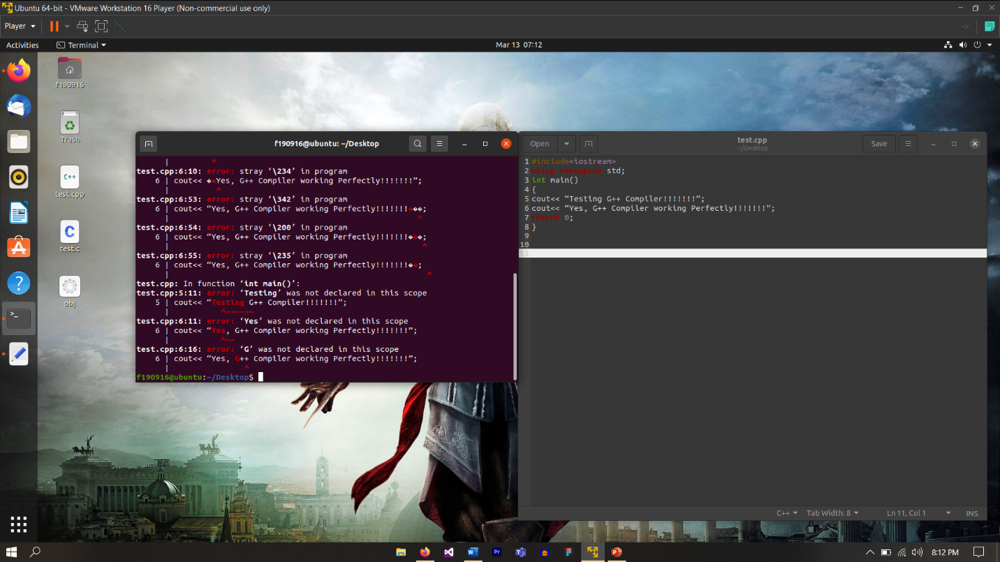 Ubuntu 64-bit - VMware Workstation 16 Player (Non-commercial use only)
Player
Activities
Terminal
Mar 13 07:12
f190916
Trash
C++
test.cpp
C
test.c
obj
f190916@ubuntu: ~/Desktop
| ^
test.cpp:6:10: error: stray ‘\234’ in program
6 | cout<< ��Yes, G++ Compiler working Perfectly!!!!!!!”;
| ^
test.cpp:6:53: error: stray ‘\342’ in program
6 | cout<< “Yes, G++ Compiler working Perfectly!!!!!!!���;
| ^
test.cpp:6:54: error: stray ‘\200’ in program
6 | cout<< “Yes, G++ Compiler working Perfectly!!!!!!!���;
| ^
test.cpp:6:55: error: stray ‘\235’ in program
6 | cout<< “Yes, G++ Compiler working Perfectly!!!!!!!��;
| ^
test.cpp: In function ‘int main()’:
test.cpp:5:11: error: ‘Testing’ was not declared in this scope
5 | cout<< “Testing G++ Compiler!!!!!!!”;
| ^~~~~~~
test.cpp:6:11: error: ‘Yes’ was not declared in this scope
6 | cout<< “Yes, G++ Compiler working Perfectly!!!!!!!”;
| ^~~
test.cpp:6:16: error: ‘G’ was not declared in this scope
6 | cout<< “Yes, G++ Compiler working Perfectly!!!!!!!”;
| ^
f190916@ubuntu:~/Desktop$
Open
test.cpp
~/Desktop
Save
1 #include<iostream>
2 using namespace std;
3 int main()
4 {
5 cout<< “Testing G++ Compiler!!!!!!!”;
6 cout<< “Yes, G++ Compiler working Perfectly!!!!!!!”;
7 return 0;
8 }
9
10
11
C++
Tab Width: 8
Ln 11, Col 1
INS
8:12 PM